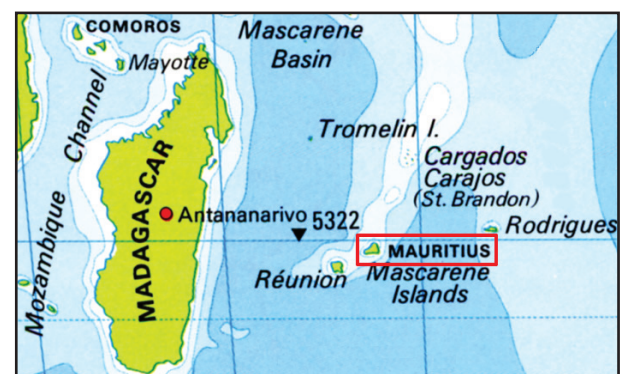 COMOROS
Mayotte
Mascarene
Basin
Mozambique Channel
MADAGASCAR
Antananarivo
Tromelin I.
Cargados
Carajos
(St. Brandon)
5322
Rodrigues
MAURITIUS
Réunion
Mascarene
Islands